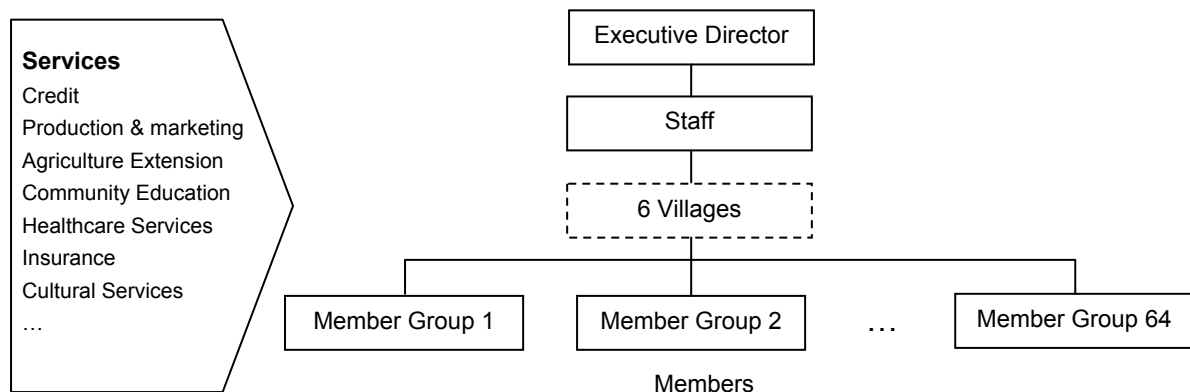 Services
Credit
Production & marketing
Agriculture Extension
Community Education
Healthcare Services
Insurance
Cultural Services
…
Executive Director
Staff
6 Villages
Member Group 1
Member Group 2
…
Member Group 64
Members